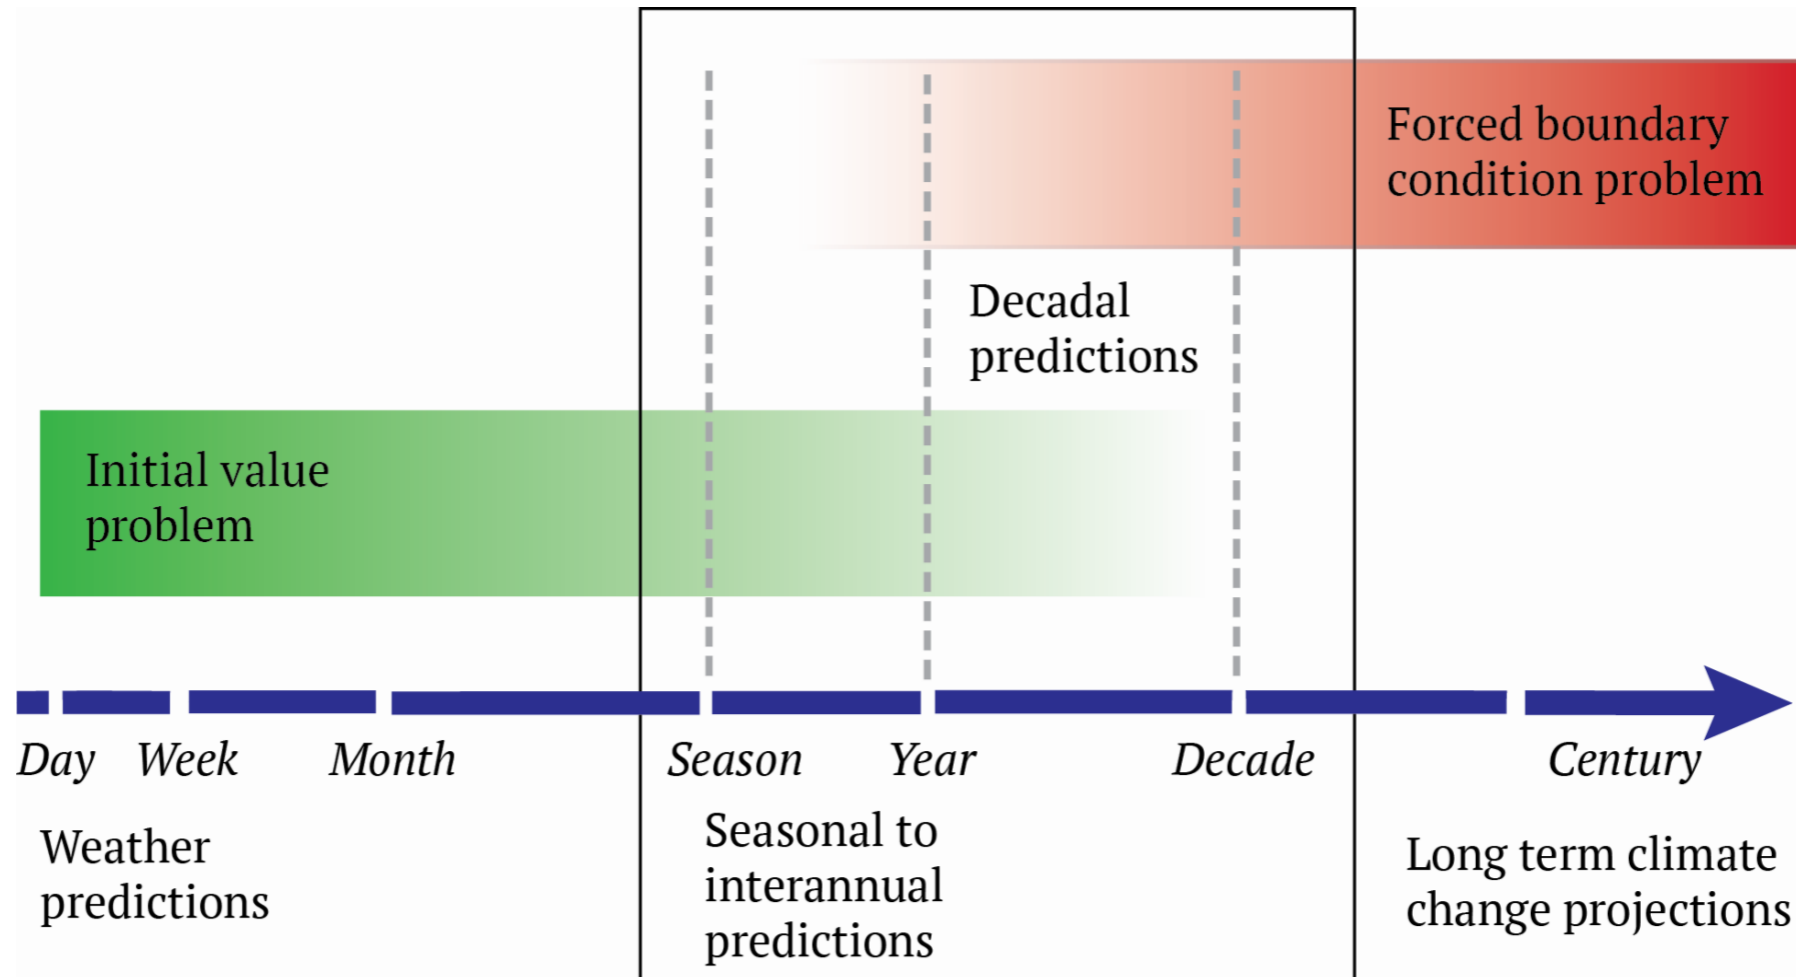 Forced boundary
condition problem
Decadal
predictions
Initial value
problem
Day Week Month Season Year Decade Century
Weather
predictions
Seasonal to
interannual
predictions
Long term climate
change projections